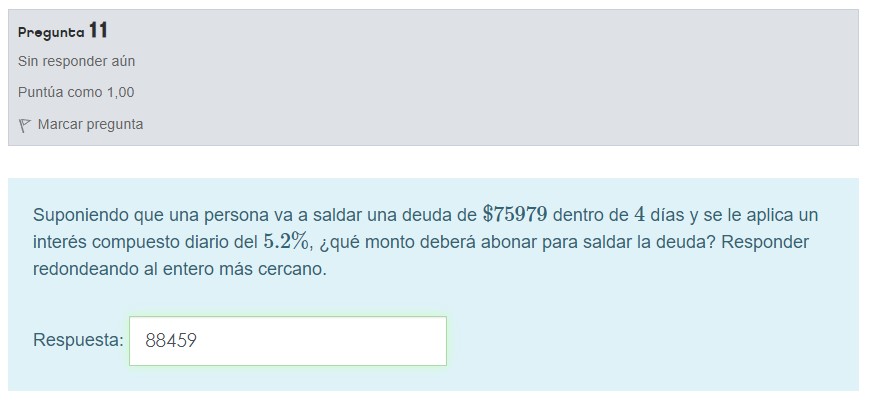 Pregunta 11
Sin responder aún
Puntúa como 1,00
Marcar pregunta
Suponiendo que una persona va a saldar una deuda de $75979 dentro de 4 días y se le aplica un
interés compuesto diario del 5.2%, ¿qué monto deberá abonar para saldar la deuda? Responder
redondeando al entero más cercano.
Respuesta: 88459